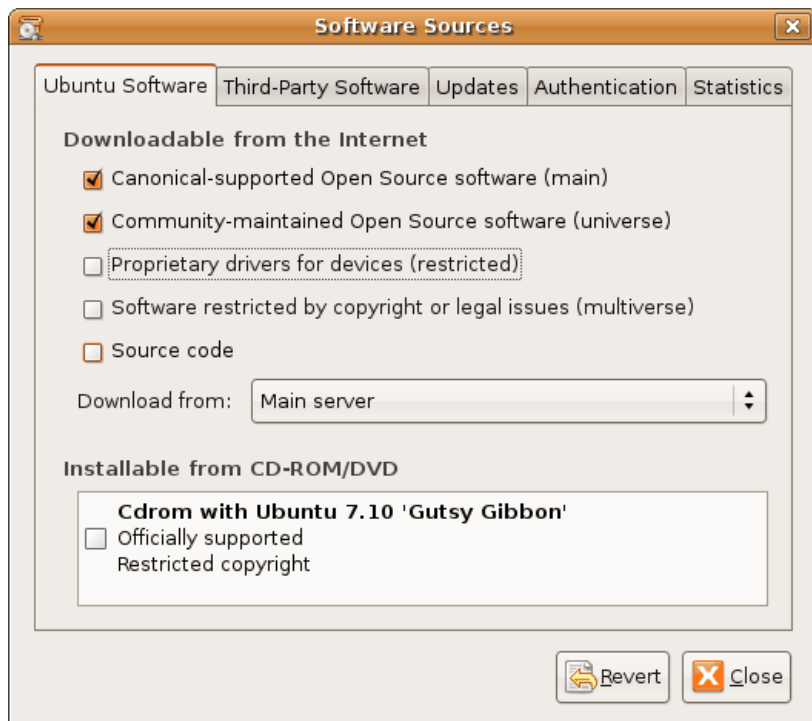 Software Sources
Ubuntu Software
Third-Party Software
Updates
Authentication
Statistics
Downloadable from the Internet
Canonical-supported Open Source software (main)
Community-maintained Open Source software (universe)
Proprietary drivers for devices (restricted)
Software restricted by copyright or legal issues (multiverse)
Source code
Download from:
Main server
Installable from CD-ROM/DVD
Cdrom with Ubuntu 7.10 'Gutsy Gibbon'
Officially supported
Restricted copyright
Revert
Close